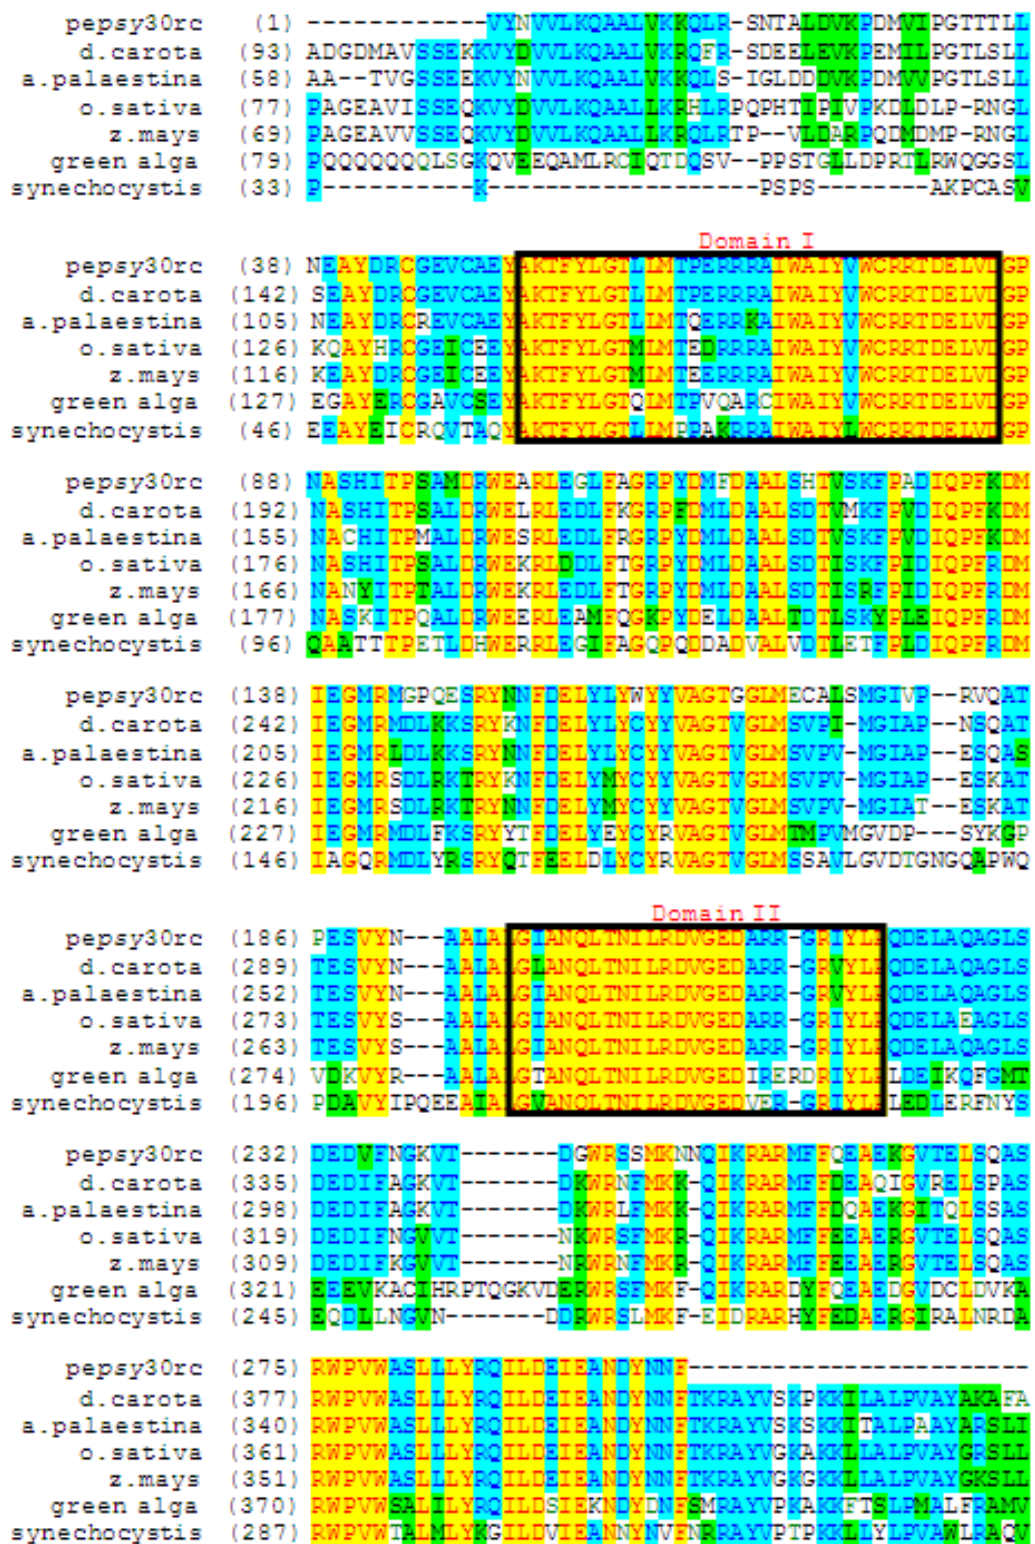 pepsy30rc (1) ------------VYNVVLKQAALVKKQLR-SNTALDVKPDMVIPGTTTLL
d.carota (93) ADGDMAVSSEKKVYDVVLKQAALVKRQFR-SDEELEVKPEMILPGTLSLL
a.palaestina (58) AA--TVGSSEEKVYNVVLKQAALVKKQLS-IGLDDDVKPDMVVPGTLSLL
o.sativa (77) PAGEAVISSEQKVYDVVLKQAALLKRHLRPQPHTIPIVPKDLDLP-RNGL
z.mays (69) PAGEAVVSSEQKVYDVVLKQAALLKRQLRTP--VLDARPQDMDMP-RNGL
green alga (79) PQQQQQQQLSGKQVEEQAMLRCIQTDQSV--PPSTGLLDPRTLRWQGGSL
synechocystis (33) P-----------K------------------PSPS--------AKPCASV
Domain I
pepsy30rc (38) NEAYDRCGEVCAEYAKTFYLGTLLMTPERRRAIWAIYVWCRRTDELVDGP
d.carota (142) SEAYDRCGEVCAEYAKTFYLGTLLMTPERRRAIWAIYVWCRRTDELVDGP
a.palaestina (105) NEAYDRCREVCAEYAKTFYLGTLLMTQERRKAIWAIYVWCRRTDELVDGP
o.sativa (126) KQAYHRCGEICEEYAKTFYLGTMLMTEDRRRAIWAIYVWCRRTDELVDGP
z.mays (116) KEAYDRCGEICEEYAKTFYLGTMLMTEERRRAIWAIYVWCRRTDELVDGP
green alga (127) EGAYERCGAVCSEYAKTFYLGTQLMTPVQARCIWAIYVWCRRTDELVDGP
synechocystis (46) EEAYEICRQVTAQYAKTFYLGTLLMPPAKRRAIWAIYLWCRRTDELVDGP
pepsy30rc (88) NASHITPSAMDRWEARLEGLFAGRPYDMFDAALSHTVSKFPADIQPFKDM
d.carota (192) NASHITPSALDRWELRLEDLFKGRPFDMLDAALSDTVMKFPVDIQPFKDM
a.palaestina (155) NACHITPMALDRWESRLEDLFRGRPYDMLDAALSDTVSKFPVDIQPFKDM
o.sativa (176) NASHITPSALDRWEKRLDDLFTGRPYDMLDAALSDTISKFPIDIQPFRDM
z.mays (166) NANYITPTALDRWEKRLEDLFTGRPYDMLDAALSDTISRFPIDIQPFRDM
green alga (177) NASKITPQALDRWEERLEAMFQGKPYDELDAALTDTLSKYPLEIQPFRDM
synechocystis (96) QAATTTPETLDHWERRLEGIFAGQPQDDADVALVDTLETFPLDIQPFRDM
pepsy30rc (138) IEGMRMGPQESRYNNFDELYLYWYYVAGTGGLMECALSMGIVP--RVQAT
d.carota (242) IEGMRMDLKKSRYKNFDELYLYCYYVAGTVGLMSVPI-MGIAP--NSQAT
a.palaestina (205) IEGMRLDLKKSRYNNFDELYLYCYYVAGTVGLMSVPV-MGIAP--ESQAS
o.sativa (226) IEGMRSDLRKTRYKNFDELYMYCYYVAGTVGLMSVPV-MGIAP--ESKAT
z.mays (216) IEGMRSDLRKTRYNNFDELYMYCYYVAGTVGLMSVPV-MGIAT--ESKAT
green alga (227) IEGMRMDLFKSRYYTFDELYEYCYRVAGTVGLMTMPVMGVDP---SYKGP
synechocystis (146) IAGQRMDLYRSRYQTFEELDLYCYRVAGTVGLMSSAVLGVDTGNGQAPWQ
Domain II
pepsy30rc (186) PESVYN---AALALGIANQLTNILRDVGEDARR-GRIYLPQDELAQAGLS
d.carota (289) TESVYN---AALALGLANQLTNILRDVGEDARR-GRVYLPQDELAQAGLS
a.palaestina (252) TESVYN---AALALGIANQLTNILRDVGEDARR-GRVYLPQDELAQAGLS
o.sativa (273) TESVYS---AALALGIANQLTNILRDVGEDARR-GRIYLPQDELAEAGLS
z.mays (263) TESVYS---AALALGIANQLTNILRDVGEDARR-GRIYLPQDELAQAGLS
green alga (274) VDKVYR---AALALGTANQLTNILRDVGEDIRERDRIYLPLDEIKQFGMT
synechocystis (196) PDAVYIPQEEAIALGVANQLTNILRDVGEDVER-GRIYLPLEDLERFNYS
pepsy30rc (232) DEDVFNGKVT-------DGWRSSMKNNQIKRARMFFQEAEKGVTELSQAS
d.carota (335) DEDIFAGKVT-------DKWRNFMKK-QIKRARMFFDEAQIGVRELSPAS
a.palaestina (298) DEDIFAGKVT-------DKWRLFMKK-QIKRARMFFDQAEKGITQLSSAS
o.sativa (319) DEDIFNGVVT-------NKWRSFMKR-QIKRARMFFEEAERGVTELSQAS
z.mays (309) DEDIFKGVVT-------NRWRNFMKR-QIKRARMFFEEAERGVTELSQAS
green alga (321) EEEVKACIHRPTQGKVDERWRSFMKF-QIKRARDYFQEAEDGVDCLDVKA
synechocystis (245) EQDLLNGVN-------DDRWRSLMKF-EIDRARHYFEDAERGIRALNRDA
pepsy30rc (275) RWPVWASLLLYRQILDEIEANDYNNF------------------------
d.carota (377) RWPVWASLLLYRQILDEIEANDYNNFTKRAYVSKPKKILALPVAYAKAFA
a.palaestina (340) RWPVWASLLLYRQILDEIEANDYNNFTKRAYVSKSKKITALPAAYARSLI
o.sativa (361) RWPVWASLLLYRQILDEIEANDYNNFTKRAYVGKAKKLLALPVAYGRSLL
z.mays (351) RWPVWASLLLYRQILDEIEANDYNNFTKRAYVGKGKKLLALPVAYGKSLL
green alga (370) RWPVWSALILYRQILDSIEKNDYDNFSMRAYVPKAKKFTSLPMALFRAMV
synechocystis (287) RWPVWTALMLYKGILDVIEANNYNVFNRRAYVPTPKKLLYLPVAWLRAQV